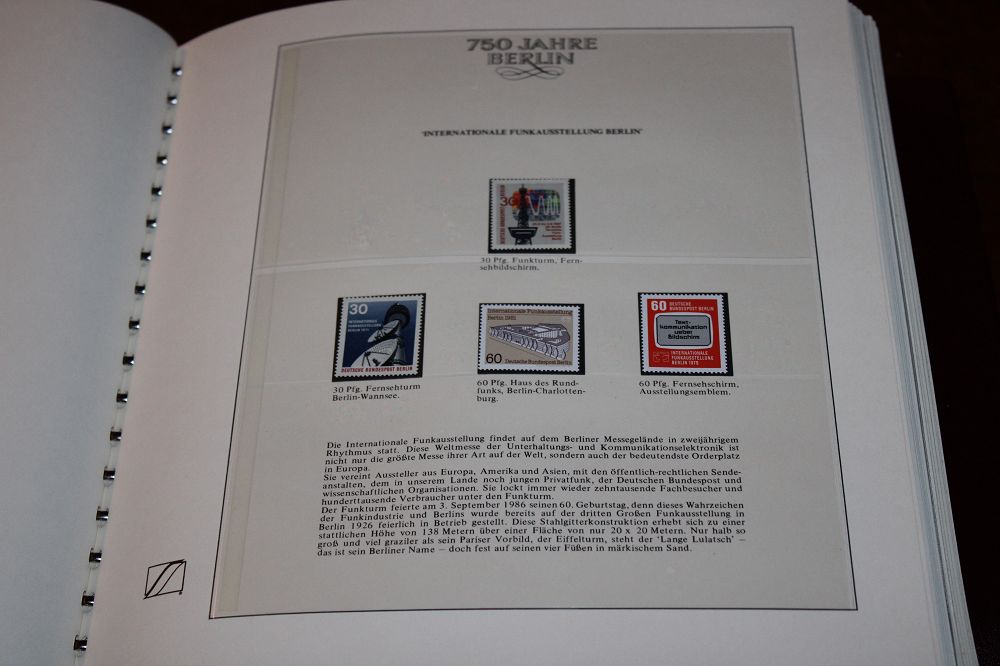 750 JAHRE
BERLIN
'INTERNATIONALE FUNKAUSSTELLUNG BERLIN'
30
DEUTSCHE BUNDESPOST BERLIN
30 Pfg. Funkturm, Fern-
sehbildschirm.
30
INTERNATIONALE
FUNKAUSSTELLUNG
BERLIN 1971
DEUTSCHE BUNDESPOST BERLIN
30 Pfg. Fernsehturm
Berlin-Wannsee.
Internationale Funkausstellung
Berlin 1981
60
Deutsche Bundespost Berlin
60 Pfg. Haus des Rund-
funks, Berlin-Charlotten-
burg.
60
DEUTSCHE BUNDESPOST
BERLIN
Text-
kommunikation
ueber
Bildschirm
INTERNATIONALE
FUNKAUSSTELLUNG
BERLIN 1979
60 Pfg. Fernsehschirm,
Ausstellungsemblem.
Die Internationale Funkausstellung findet auf dem Berliner Messegelände in zweijährigem
Rhythmus statt. Diese Weltmesse der Unterhaltungs- und Kommunikationselektronik ist
nicht nur die größte Messe ihrer Art auf der Welt, sondern auch der bedeutendste Orderplatz
in Europa.
Sie vereint Aussteller aus Europa, Amerika und Asien, mit den öffentlich-rechtlichen Sende-
anstalten, dem in unserem Lande noch jungen Privatfunk, der Deutschen Bundespost und
wissenschaftlichen Organisationen. Sie lockt immer wieder zehntausende Fachbesucher und
hunderttausende Verbraucher unter den Funkturm.
Der Funkturm feierte am 3. September 1986 seinen 60. Geburtstag, denn dieses Wahrzeichen
der Funkindustrie und Berlins wurde bereits auf der dritten Großen Funkausstellung in
Berlin 1926 feierlich in Betrieb gestellt. Diese Stahlgitterkonstruktion erhebt sich zu einer
stattlichen Höhe von 138 Metern über einer Fläche von nur 20 x 20 Metern. Nur halb so
groß und viel graziler als sein Pariser Vorbild, der Eiffelturm, steht der 'Lange Lulatsch' –
das ist sein Berliner Name – doch fest auf seinen vier Füßen in märkischem Sand.